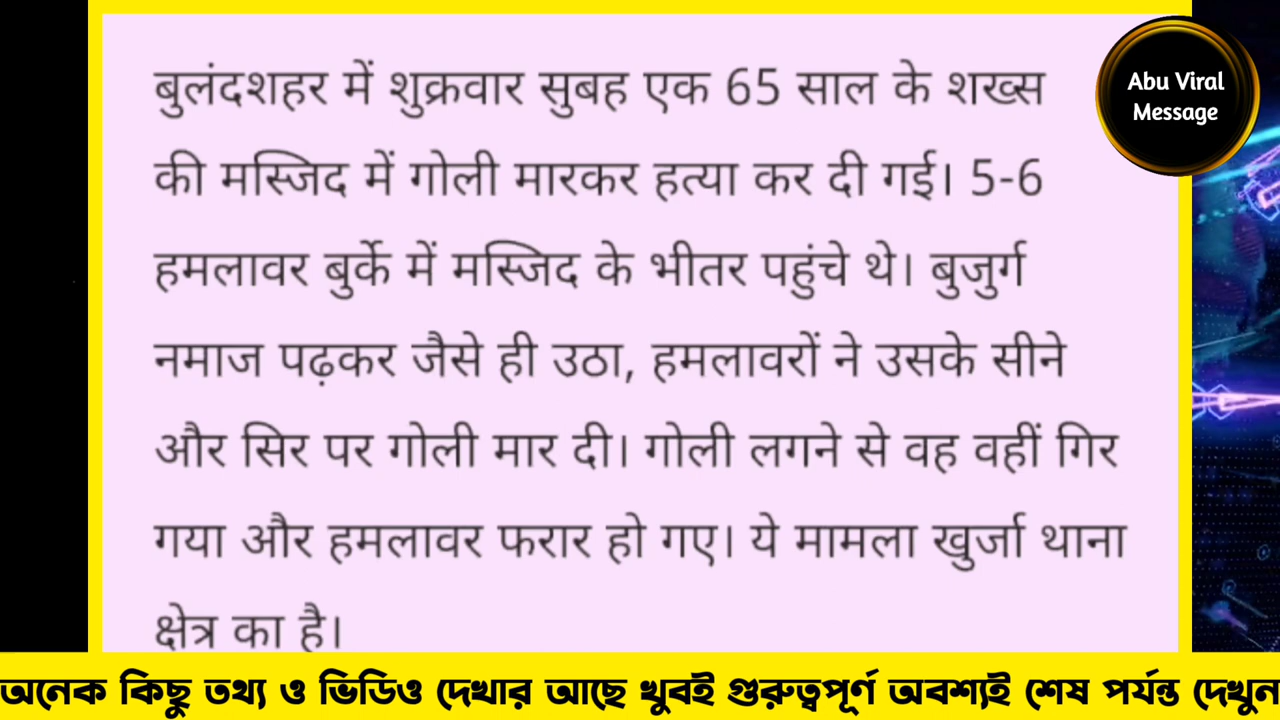 बुलंदशहर में शुक्रवार सुबह एक 65 साल के शख्स
की मस्जिद में गोली मारकर हत्या कर दी गई। 5-6
हमलावर बुर्के में मस्जिद के भीतर पहुंचे थे। बुजुर्ग
नमाज पढ़कर जैसे ही उठा, हमलावरों ने उसके सीने
और सिर पर गोली मार दी। गोली लगने से वह वहीं गिर
गया और हमलावर फरार हो गए। ये मामला खुर्जा थाना
क्षेत्र का है।
Abu Viral
Message
অনেক কিছু তথ্য ও ভিডিও দেখার আছে খুবই গুরুত্বপূর্ণ অবশ্যই শেষ পর্যন্ত দেখুন